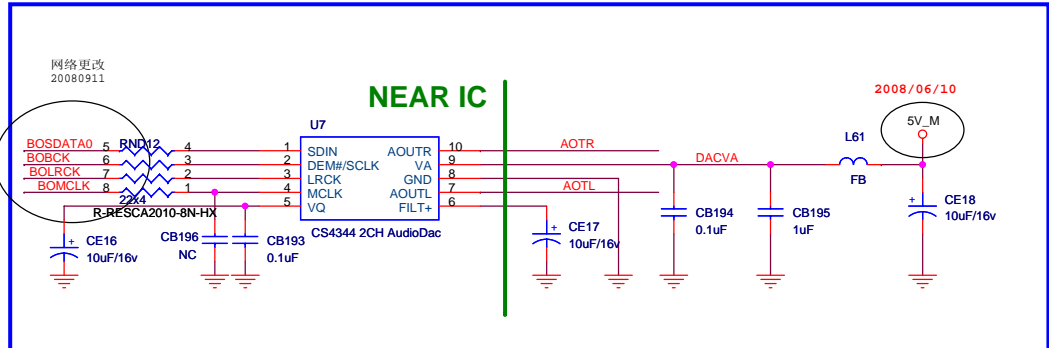 网络更改
20080911
NEAR IC
2008/06/10
5V_M
U7
L61
FB
BOSDATA0 5 RND12 4
BOBCK 6 3
BOLRCK 7 2
BOMCLK 8 1
22x4
R-RESCA2010-8N-HX
1 SDIN AOUTR 10 AOTR
2 DEM#/SCLK VA 9 DACVA
3 LRCK GND 8
4 MCLK AOUTL 7 AOTL
5 VQ FILT+ 6
CS4344 2CH AudioDac
CE16
10uF/16v
CB196
NC
CB193
0.1uF
CE17
10uF/16v
CB194
0.1uF
CB195
1uF
CE18
10uF/16v
+
+
+